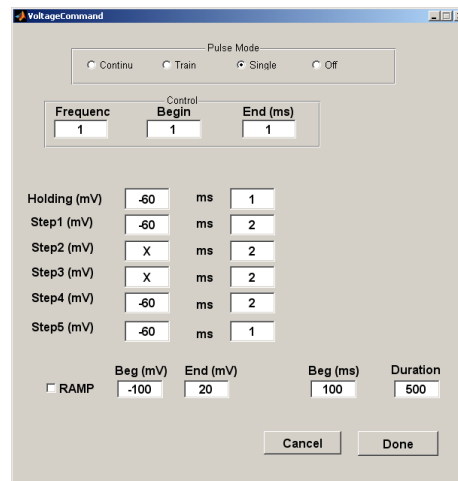 VoltageCommand
Pulse Mode
Continu Train Single Off
Control
Frequenc Begin End (ms)
1 1 1
Holding (mV) -60 ms 1
Step1 (mV) -60 ms 2
Step2 (mV) X ms 2
Step3 (mV) X ms 2
Step4 (mV) -60 ms 2
Step5 (mV) -60 ms 1
Beg (mV) End (mV) Beg (ms) Duration
RAMP -100 20 100 500
Cancel Done